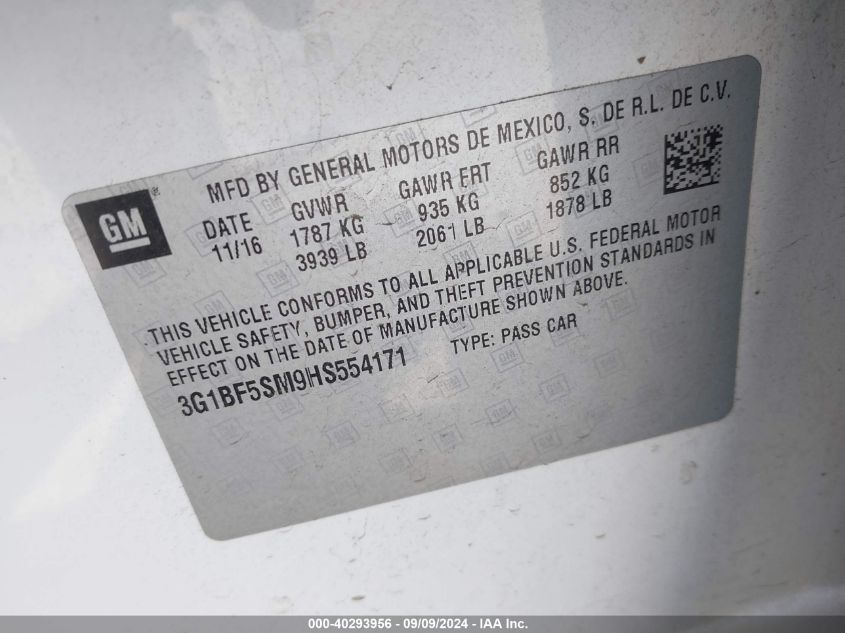 MFD BY GENERAL MOTORS DE MEXICO, S. DE R.L. DE C.V.
GM
DATE GVWR GAWR FRT GAWR RR
11/16 1787 KG 935 KG 852 KG
3939 LB 2061 LB 1878 LB
THIS VEHICLE CONFORMS TO ALL APPLICABLE U.S. FEDERAL MOTOR
VEHICLE SAFETY, BUMPER, AND THEFT PREVENTION STANDARDS IN
EFFECT ON THE DATE OF MANUFACTURE SHOWN ABOVE.
3G1BF5SM9HS554171 TYPE: PASS CAR
000-40293956 - 09/09/2024 - IAA Inc.